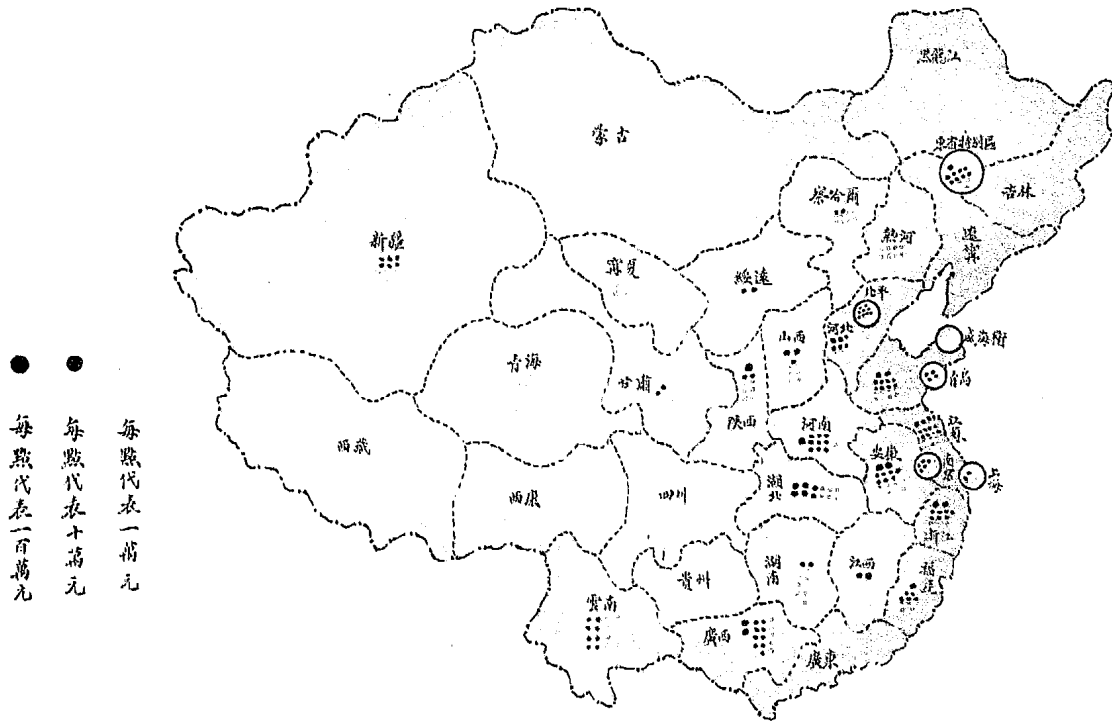 黑龍江
蒙古
東省特別區
吉林
察哈爾
熱河
遼寧
新疆
寧夏
綏遠
北平
河北
山西
威海衛
青海
甘肅
青島
陝西
河南
江蘇
安徽
南京
上海
西藏
西康
四川
湖北
浙江
貴州
湖南
江西
福建
雲南
廣西
廣東
每點代表一萬元
每點代表十萬元
每點代表一百萬元